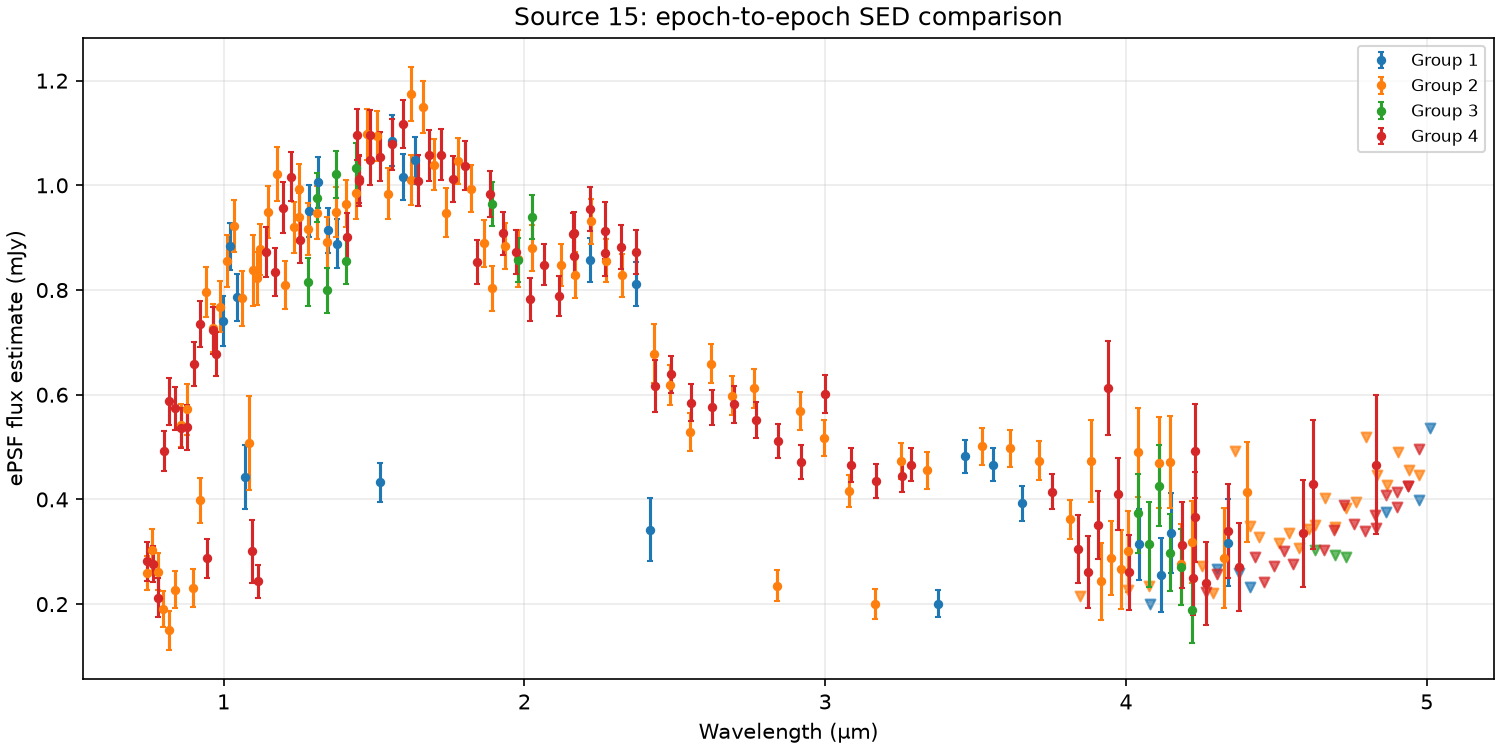 Source 15: epoch-to-epoch SED comparison
ePSF flux estimate (mJy)
1.2
1.0
0.8
0.6
0.4
0.2
Group 1
Group 2
Group 3
Group 4
1 2 3 4 5
Wavelength (µm)